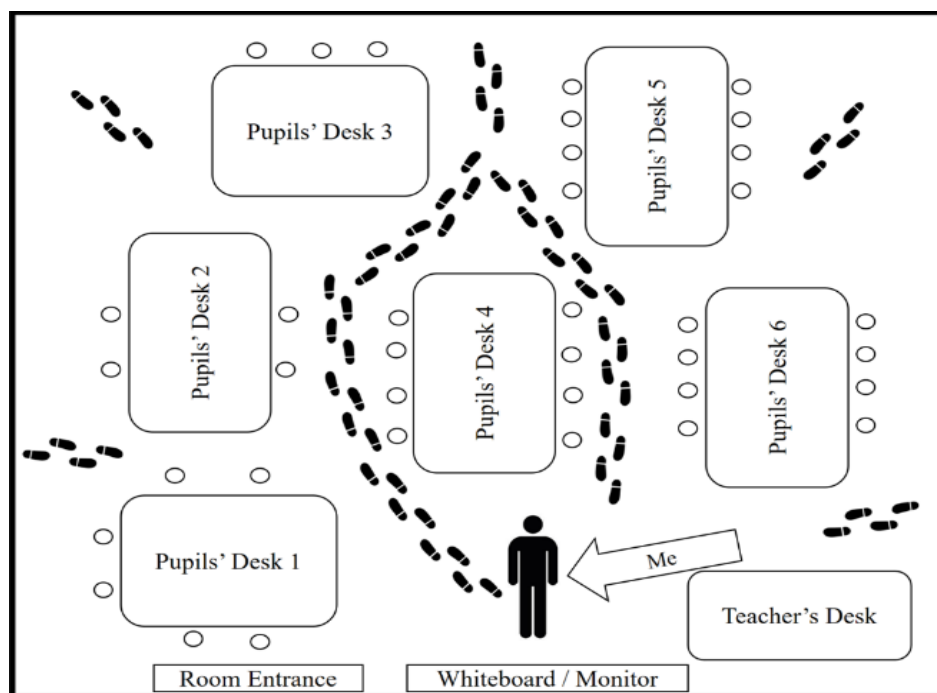 Pupils' Desk 3
Pupils' Desk 5
Pupils' Desk 2
Pupils' Desk 4
Pupils' Desk 6
Pupils' Desk 1
Me
Teacher's Desk
Room Entrance
Whiteboard / Monitor